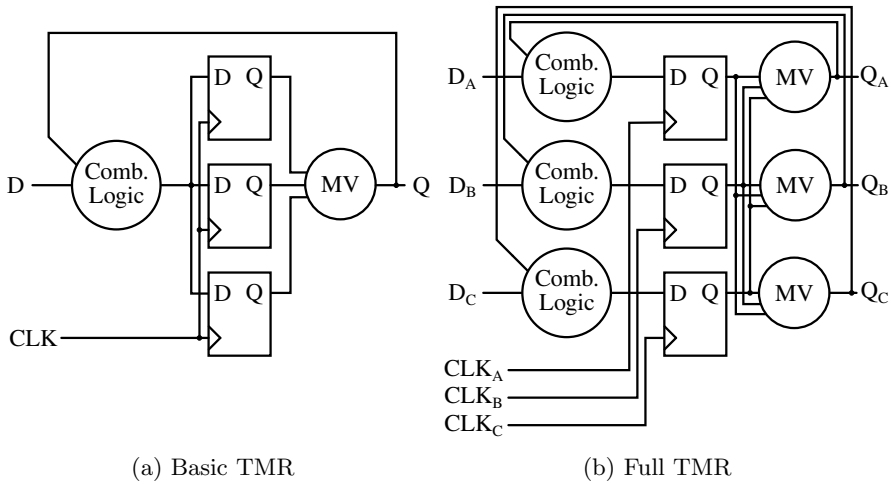 D
Comb.
Logic
D Q
D Q
D Q
MV
Q
CLK
(a) Basic TMR
D_A
Comb.
Logic
D Q
MV
Q_A
D_B
Comb.
Logic
D Q
MV
Q_B
D_C
Comb.
Logic
D Q
MV
Q_C
CLK_A
CLK_B
CLK_C
(b) Full TMR